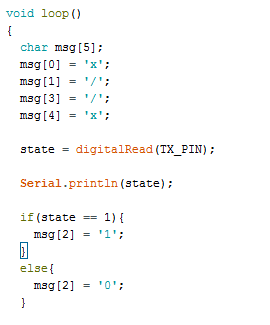 void loop()
{
  char msg[5];
  msg[0] = 'x';
  msg[1] = '/';
  msg[3] = '/';
  msg[4] = 'x';

  state = digitalRead(TX_PIN);

  Serial.println(state);

  if(state == 1){
    msg[2] = '1';
  }
  else{
    msg[2] = '0';
  }